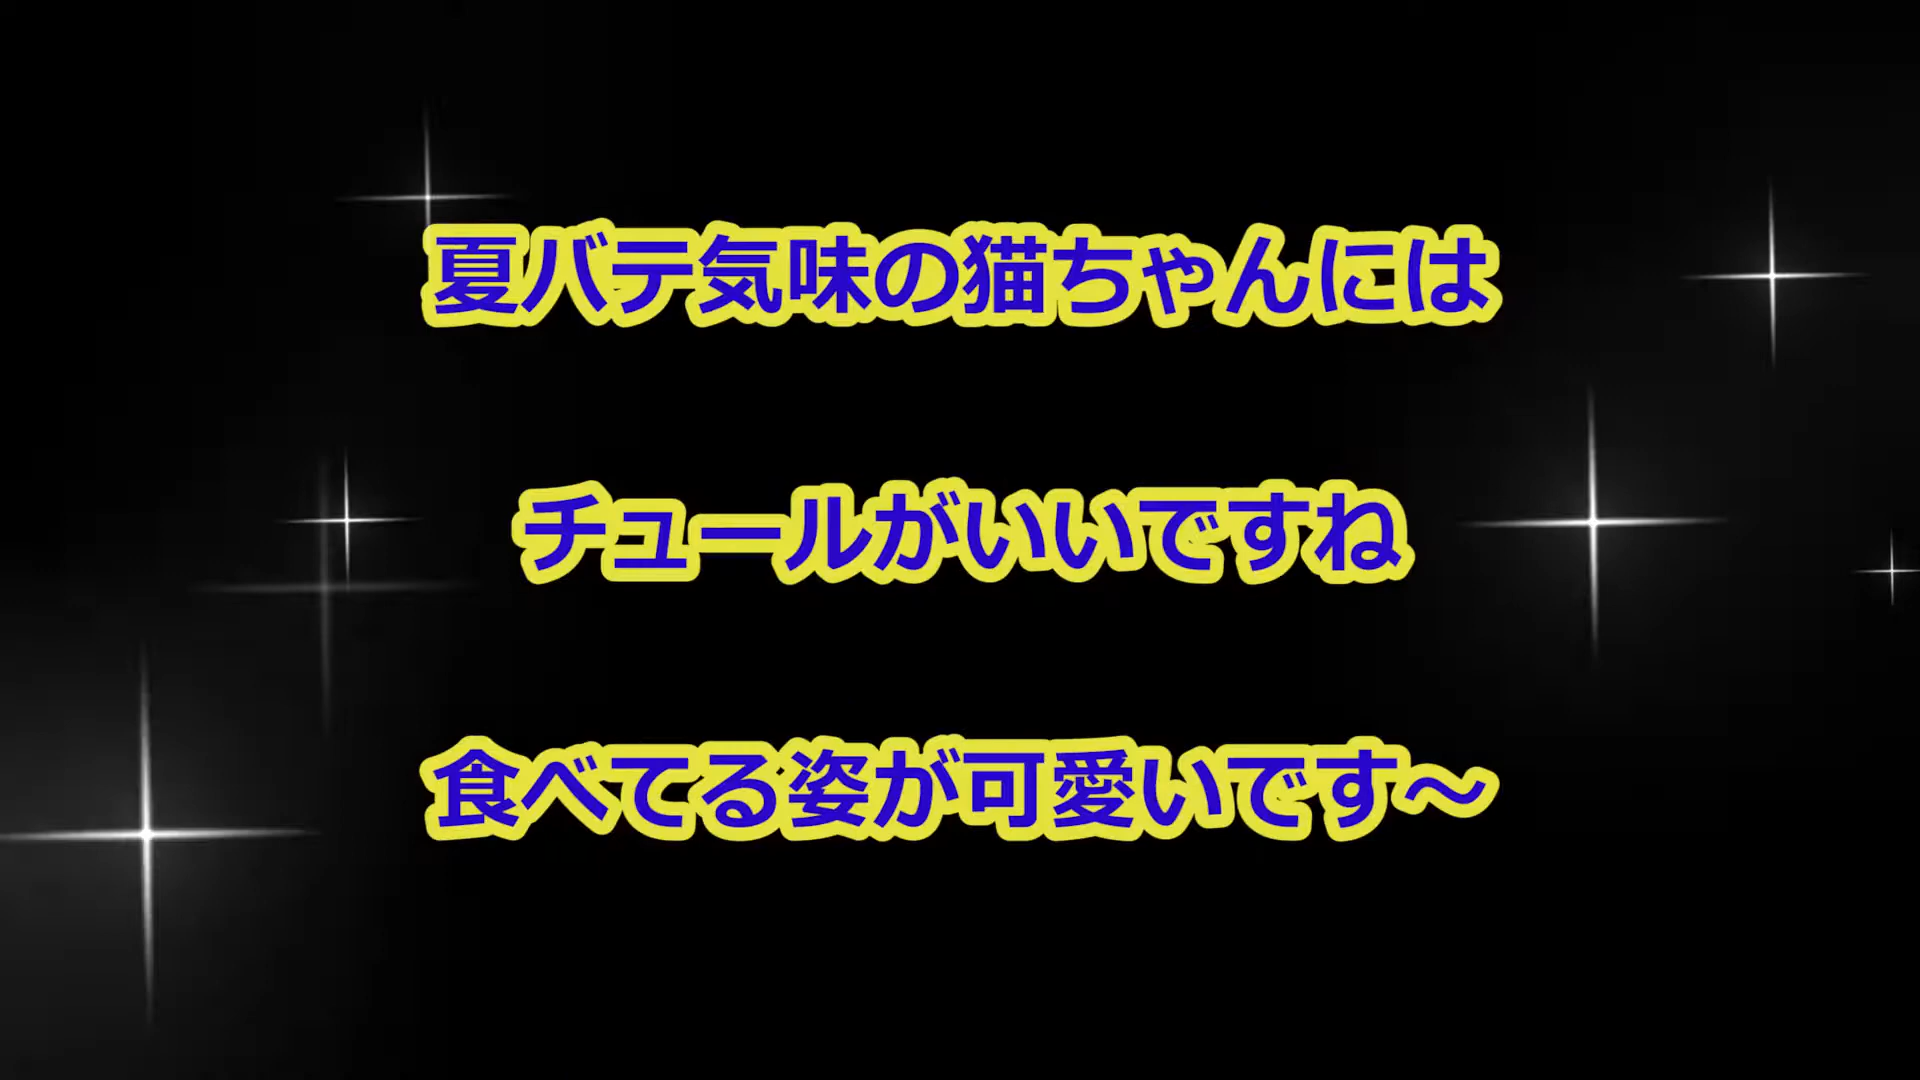 夏バテ気味の猫ちゃんには
チュールがいいですね
食べてる姿が可愛いです～